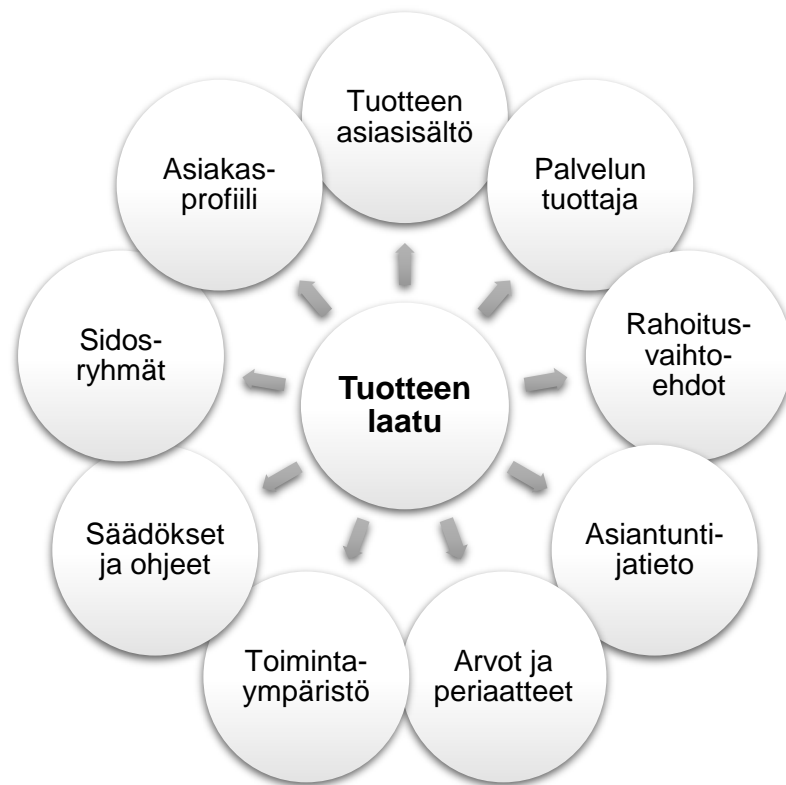 Tuotteen
asiasisältö
Palvelun
tuottaja
Rahoitus-
vaihto-
ehdot
Asiantunti-
jatieto
Arvot ja
periaatteet
Toiminta-
ympäristö
Säädökset
ja ohjeet
Sidos-
ryhmät
Asiakas-
profiili
Tuotteen
laatu